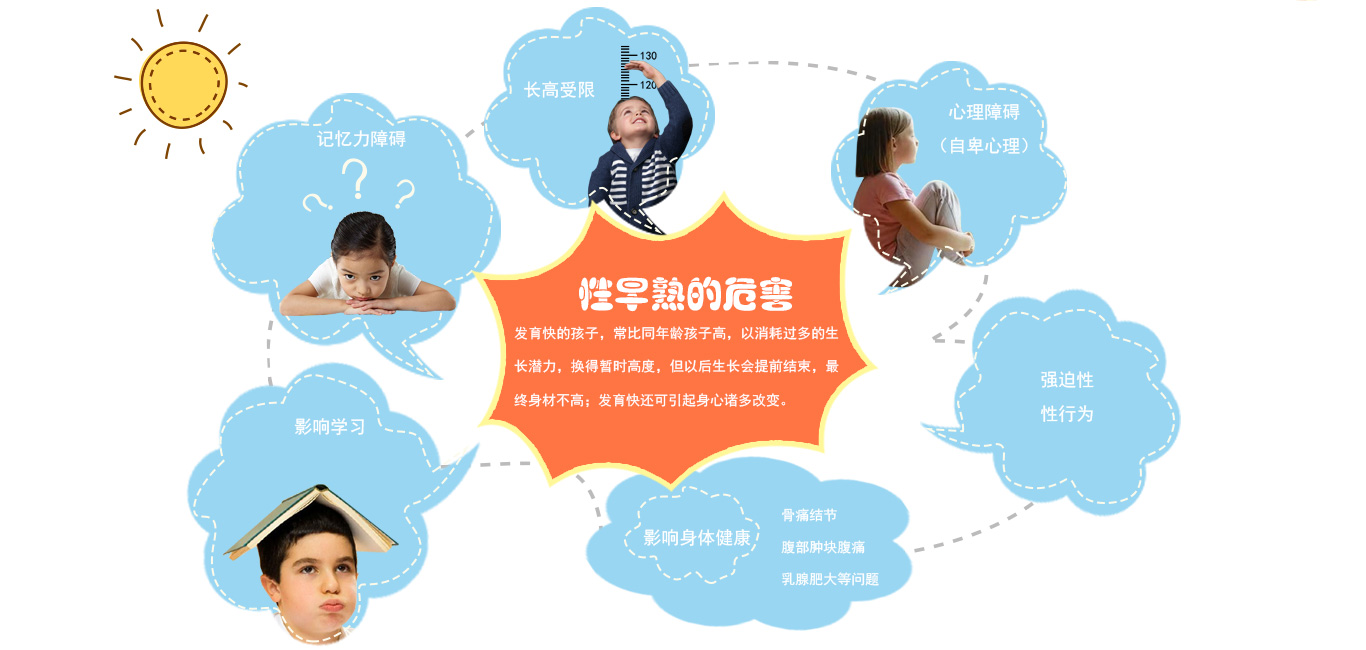 长高受限
130
120
心理障碍
（自卑心理）
记忆力障碍
???
性早熟的危害
发育快的孩子，常比同年龄孩子高，以消耗过多的生
长潜力，换得暂时高度，但以后生长会提前结束，最
终身材不高；发育快还可引起身心诸多改变。
强迫性
性行为
影响学习
影响身体健康
骨痛结节
腹部肿块腹痛
乳腺肥大等问题